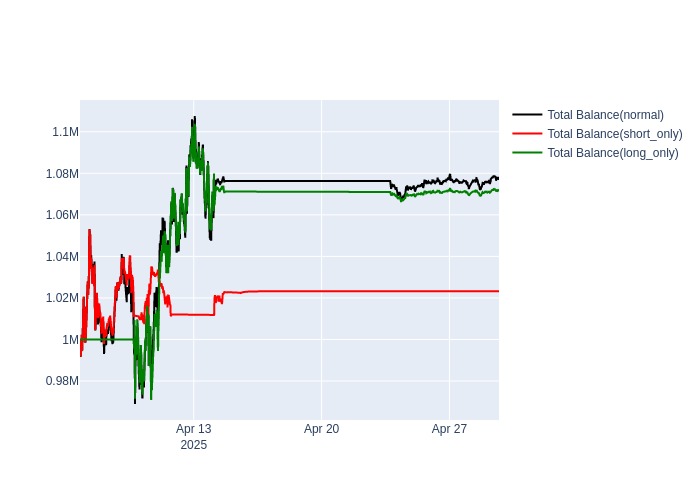 Total Balance(normal)
Total Balance(short_only)
Total Balance(long_only)
1.1M
1.08M
1.06M
1.04M
1.02M
1M
0.98M
Apr 13
2025
Apr 20
Apr 27